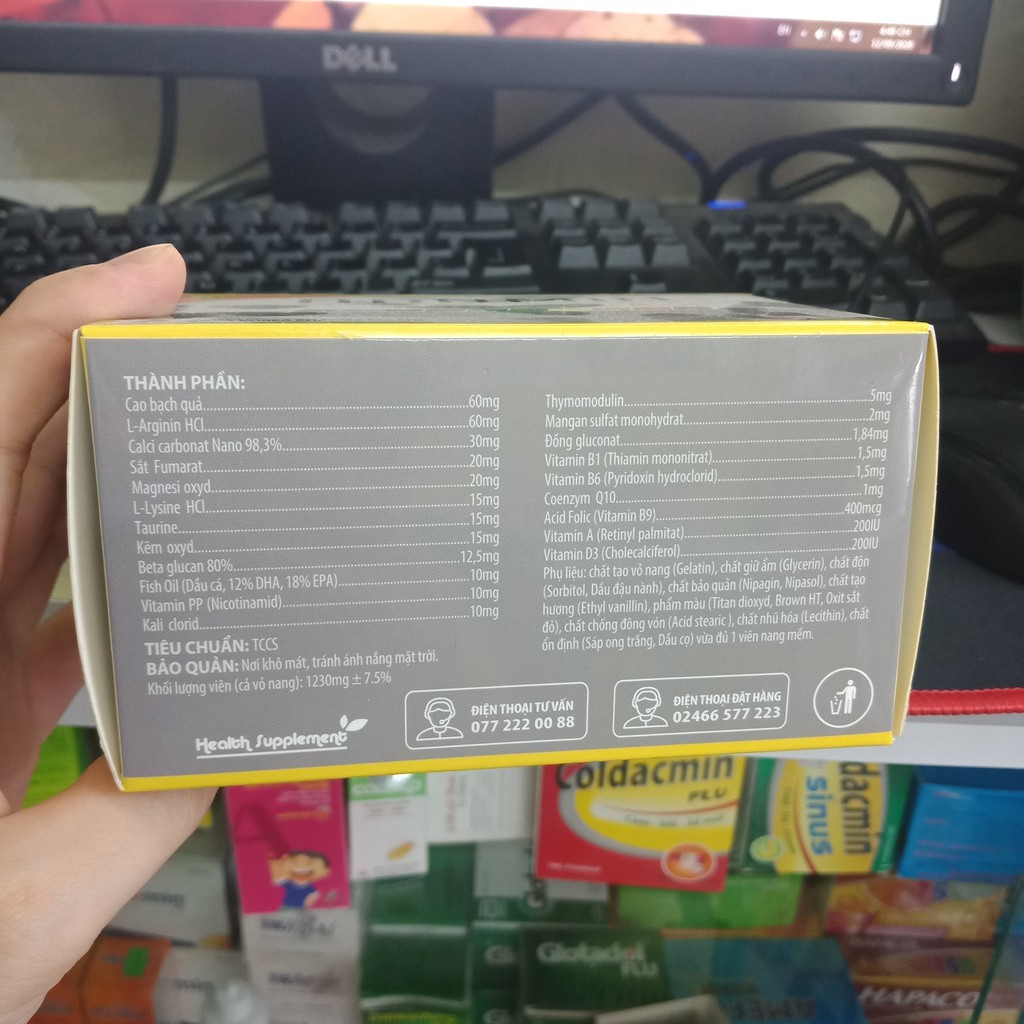 DELL
THÀNH PHẦN:
Cao bạch quả 60mg
L-Arginin HCl 60mg
Calci carbonat Nano 98,3% 30mg
Sắt Fumarat 20mg
Magnesi oxyd 20mg
L-Lysine HCl 15mg
Taurine 15mg
Kẽm oxyd 15mg
Beta glucan 80% 12,5mg
Fish Oil (Dầu cá, 12% DHA, 18% EPA) 10mg
Vitamin PP (Nicotinamid) 10mg
Kali clorid 10mg
TIÊU CHUẨN: TCCS
BẢO QUẢN: Nơi khô mát, tránh ánh nắng mặt trời.
Khối lượng viên (cả vỏ nang): 1230mg ± 7.5%
Thymomodulin 5mg
Mangan sulfat monohydrat 2mg
Đồng gluconat 1,84mg
Vitamin B1 (Thiamin mononitrat) 1,5mg
Vitamin B6 (Pyridoxin hydroclorid) 1,5mg
Coenzym Q10 1mg
Acid Folic (Vitamin B9) 400mcg
Vitamin A (Retinyl palmitat) 200IU
Vitamin D3 (Cholecalciferol) 200IU
Phụ liệu: chất tạo vỏ nang (Gelatin), chất giữ ẩm (Glycerin), chất độn
(Sorbitol, Dầu đậu nành), chất bảo quản (Nipagin, Nipasol), chất tạo
hương (Ethyl vanillin), phẩm màu (Titan dioxyd, Brown HT, Oxit sắt
đỏ), chất chống đông vón (Acid stearic ), chất nhũ hóa (Lecithin), chất
ổn định (Sáp ong trắng, Dầu cọ) vừa đủ 1 viên nang mềm.
Health Supplement
ĐIỆN THOẠI TƯ VẤN
077 222 00 88
ĐIỆN THOẠI ĐẶT HÀNG
02466 577 223
Coldacmin
FLU
dacmin
sinus
Glotadol
FLU
HAPACO